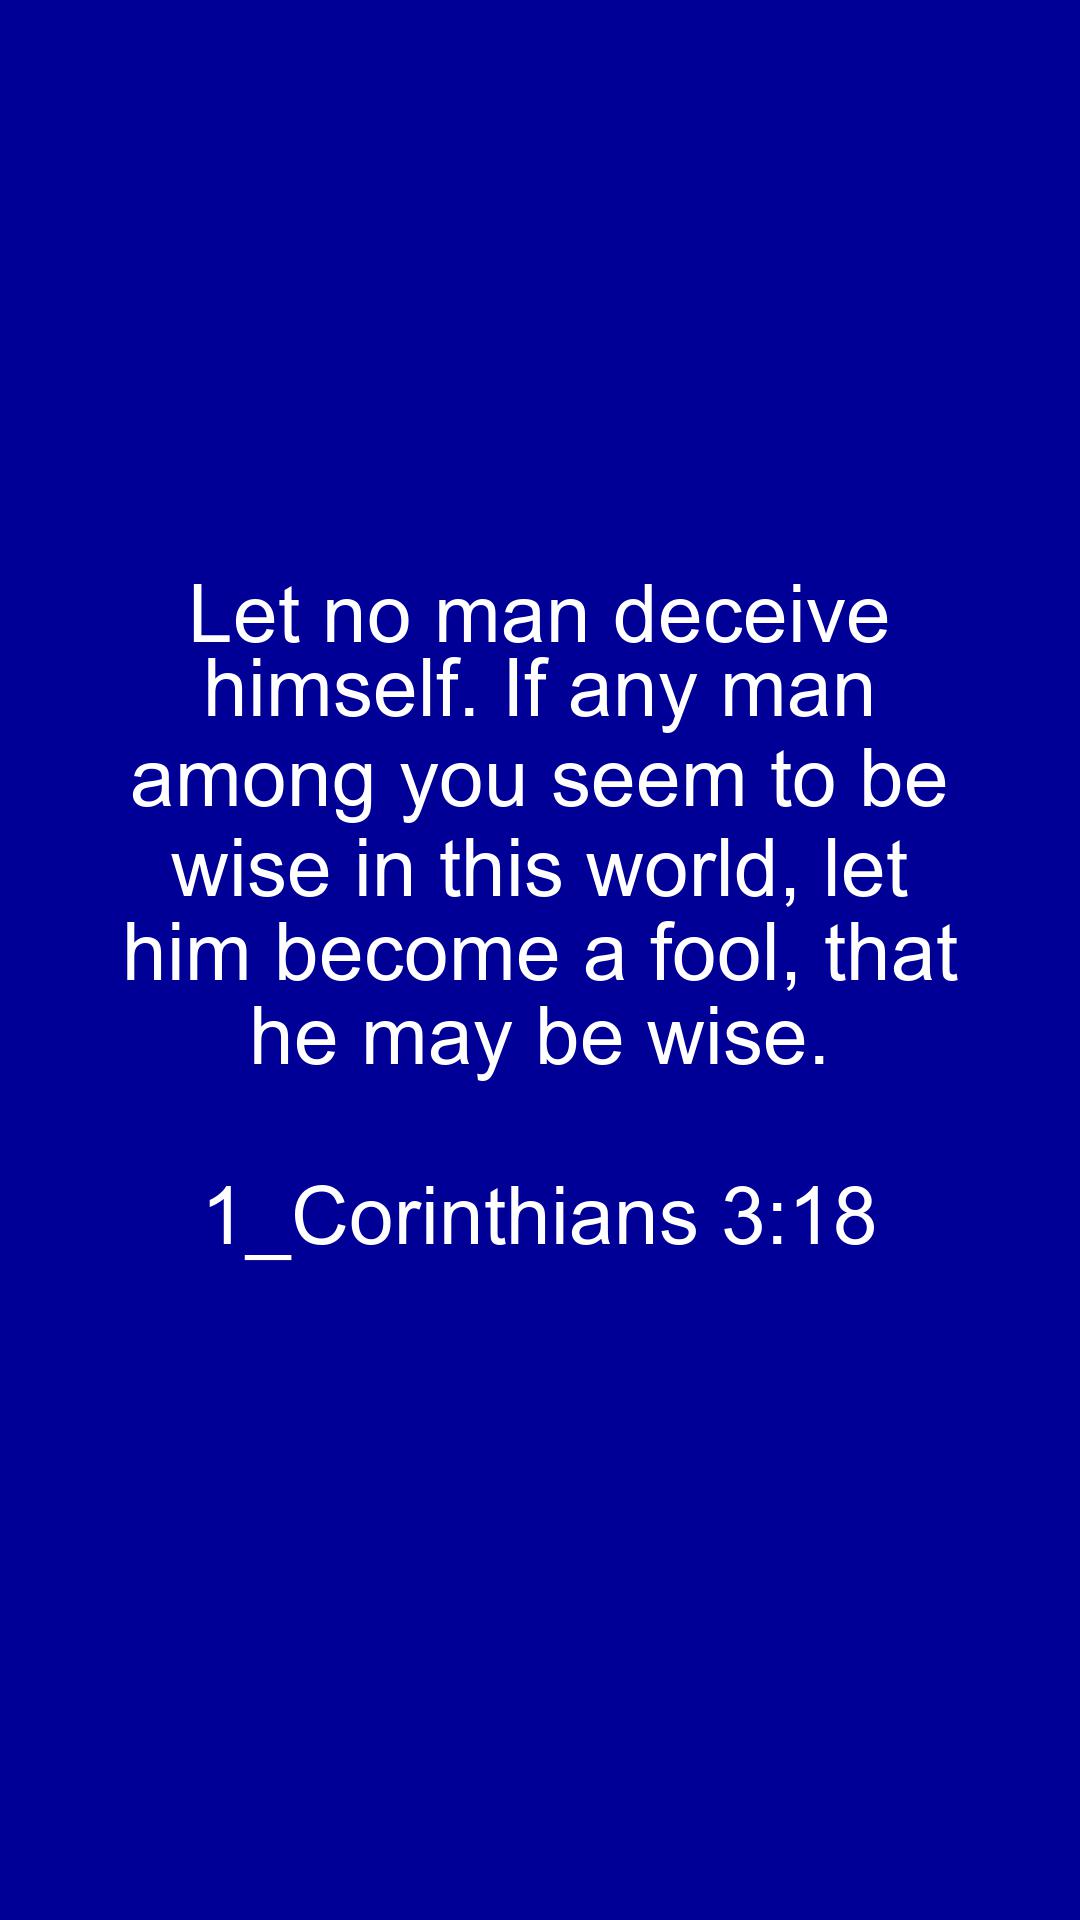 Let no man deceive
himself. If any man
among you seem to be
wise in this world, let
him become a fool, that
he may be wise.
1_Corinthians 3:18